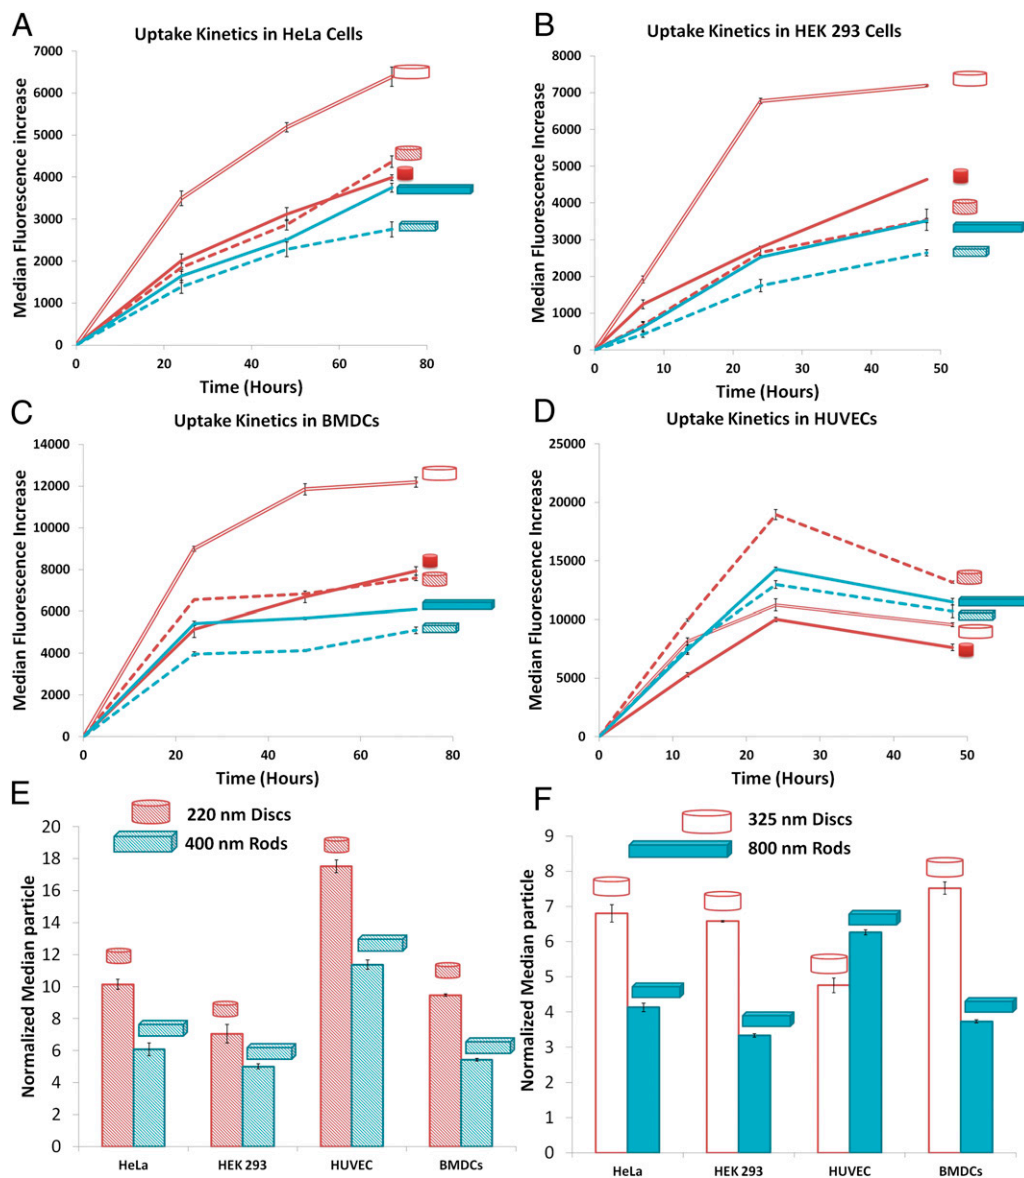 A
Uptake Kinetics in HeLa Cells
Median Fluorescence increase
7000
6000
5000
4000
3000
2000
1000
0
0 20 40 60 80
Time (Hours)
B
Uptake Kinetics in HEK 293 Cells
Median Fluorescence Increase
8000
7000
6000
5000
4000
3000
2000
1000
0
0 10 20 30 40 50
Time (Hours)
C
Uptake Kinetics in BMDCs
Median Fluorescence Increase
14000
12000
10000
8000
6000
4000
2000
0
0 20 40 60 80
Time (Hours)
D
Uptake Kinetics in HUVECs
Median Fluorescence Increase
25000
20000
15000
10000
5000
0
0 10 20 30 40 50
Time (Hours)
E
220 nm Discs
400 nm Rods
Normalized Median particle
20
18
16
14
12
10
8
6
4
2
0
HeLa HEK 293 HUVEC BMDCs
F
325 nm Discs
800 nm Rods
Normalized Median particle
9
8
7
6
5
4
3
2
1
0
HeLa HEK 293 HUVEC BMDCs